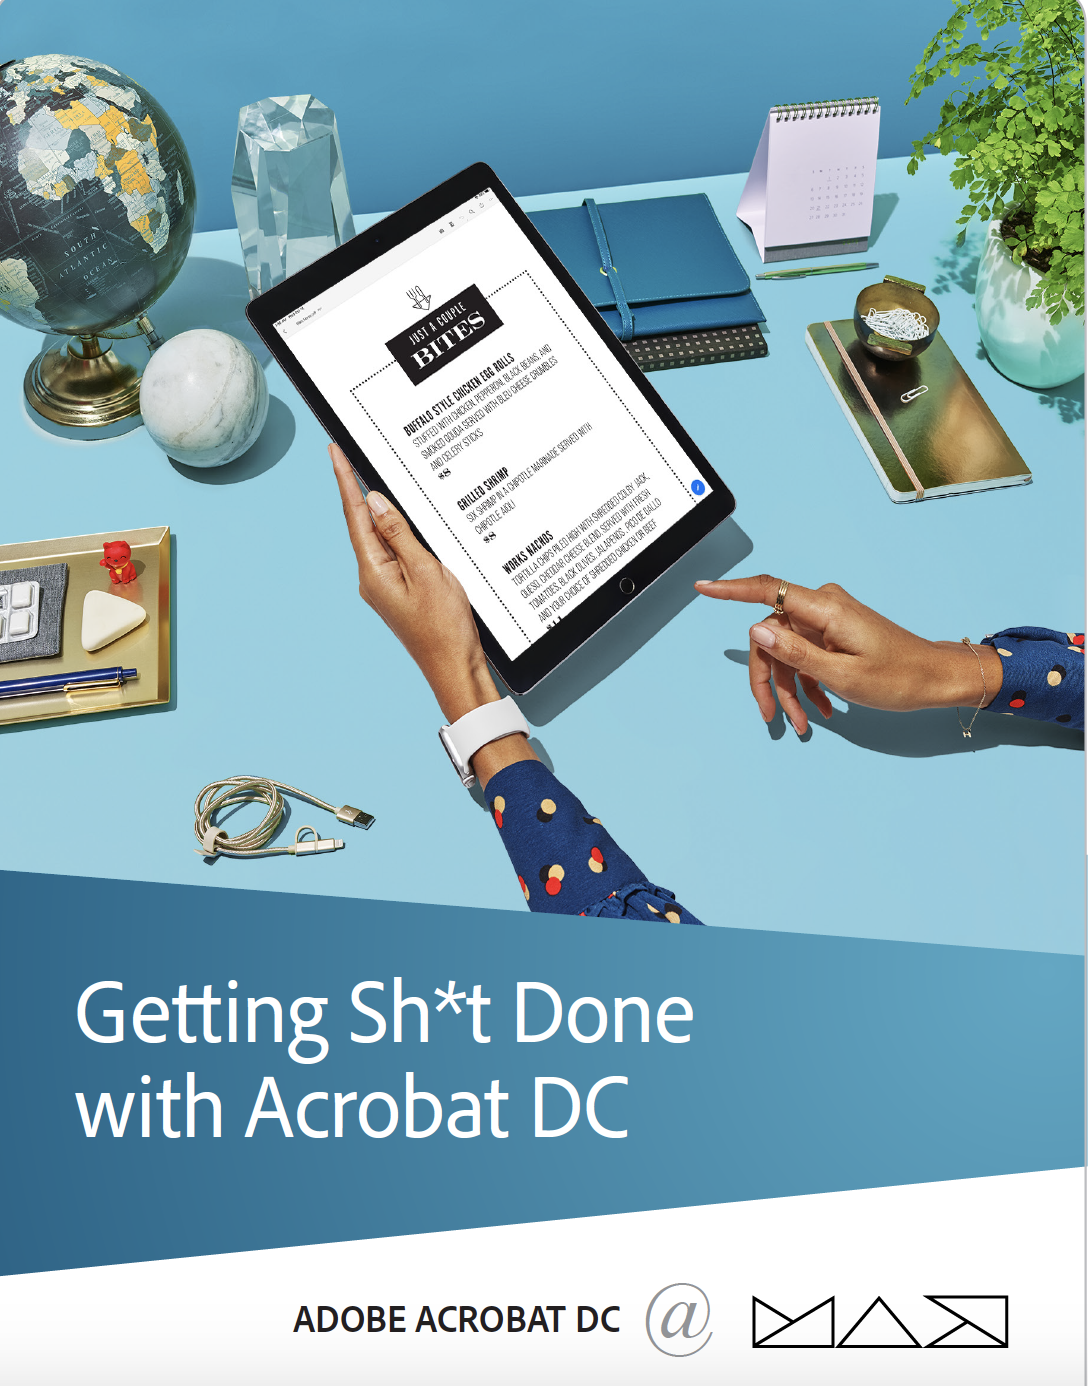 SOUTH
ATLANTIC
OCEAN
JUST A COUPLE
BITES
BUFFALO STYLE CHICKEN EGG ROLLS
STUFFED WITH CHICKEN, PEPPERONI, BLACK BEANS, AND
SMOKED GOUDA SERVED WITH BLEU CHEESE CRUMBLES
AND CELERY STICKS
$8
GRILLED SHRIMP
SIX SHRIMP IN A CHIPOTLE MARINADE SERVED WITH
CHIPOTLE AIOLI
$8
WORKS NACHOS
TORTILLA CHIPS PILED HIGH WITH SHREDDED COLBY JACK,
QUESO, CHEDDAR CHEESE BLEND, SERVED WITH FRESH
TOMATOES, BLACK OLIVES, JALAPENOS, PICO DE GALLO
AND YOUR CHOICE OF SHREDDED CHICKEN OR BEEF
Getting Sh*t Done
with Acrobat DC
ADOBE ACROBAT DC @ MAX